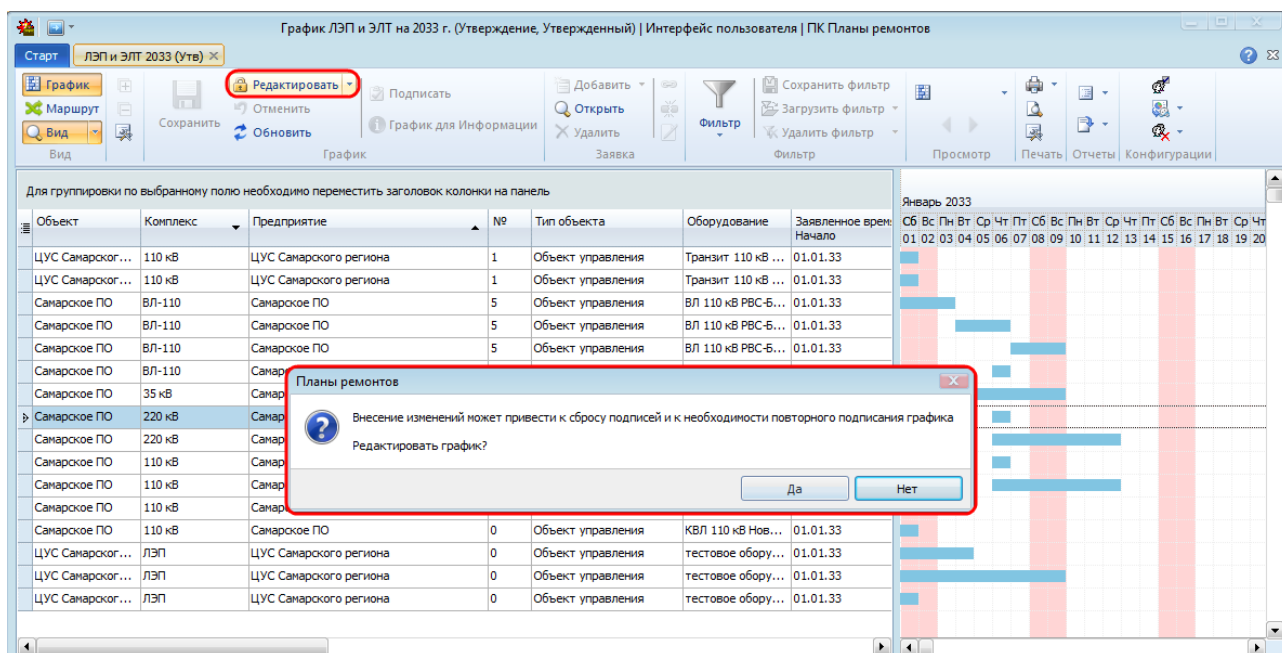 График ЛЭП и ЭЛТ на 2033 г. (Утверждение, Утвержденный) | Интерфейс пользователя | ПК Планы ремонтов
Старт ЛЭП и ЭЛТ 2033 (Утв)
График Редактировать Подписать Добавить Сохранить фильтр
Маршрут Сохранить Отменить Открыть Фильтр Загрузить фильтр
Вид Обновить График для Информации Удалить Удалить фильтр
Вид График Заявка Фильтр Просмотр Печать Отчеты Конфигурации
Для группировки по выбранному полю необходимо переместить заголовок колонки на панель
Январь 2033
Объект Комплекс Предприятие № Тип объекта Оборудование Заявленное врем
Начало
Сб Вс Пн Вт Ср Чт Пт Сб Вс Пн Вт Ср Чт Пт Сб Вс Пн Вт Ср Чт
01 02 03 04 05 06 07 08 09 10 11 12 13 14 15 16 17 18 19 20
ЦУС Самарског... 110 кВ ЦУС Самарского региона 1 Объект управления Транзит 110 кВ ... 01.01.33
ЦУС Самарског... 110 кВ ЦУС Самарского региона 1 Объект управления Транзит 110 кВ ... 01.01.33
Самарское ПО ВЛ-110 Самарское ПО 5 Объект управления ВЛ 110 кВ РВС-Б... 01.01.33
Самарское ПО ВЛ-110 Самарское ПО 5 Объект управления ВЛ 110 кВ РВС-Б... 01.01.33
Самарское ПО ВЛ-110 Самарское ПО 5 Объект управления ВЛ 110 кВ РВС-Б... 01.01.33
Самарское ПО ВЛ-110 Самар
Самарское ПО 35 кВ Самар
Самарское ПО 220 кВ Самар
Самарское ПО 220 кВ Самар
Самарское ПО 110 кВ Самар
Самарское ПО 110 кВ Самар
Самарское ПО 110 кВ Самар
Планы ремонтов
Внесение изменений может привести к сбросу подписей и к необходимости повторного подписания графика
Редактировать график?
Да Нет
Самарское ПО 110 кВ Самарское ПО 0 Объект управления КВЛ 110 кВ Нов... 01.01.33
ЦУС Самарског... ЛЭП ЦУС Самарского региона 0 Объект управления тестовое обору... 01.01.33
ЦУС Самарског... ЛЭП ЦУС Самарского региона 0 Объект управления тестовое обору... 01.01.33
ЦУС Самарског... ЛЭП ЦУС Самарского региона 0 Объект управления тестовое обору... 01.01.33